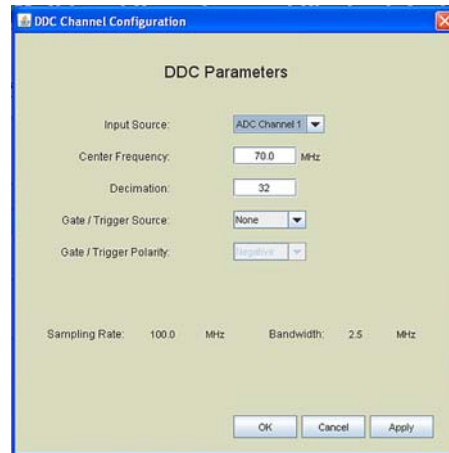 DDC Channel Configuration
DDC Parameters
Input Source: ADC Channel 1
Center Frequency: 70.0 MHz
Decimation: 32
Gate / Trigger Source: None
Gate / Trigger Polarity: Negative
Sampling Rate: 100.0 MHz Bandwidth: 2.5 MHz
OK Cancel Apply